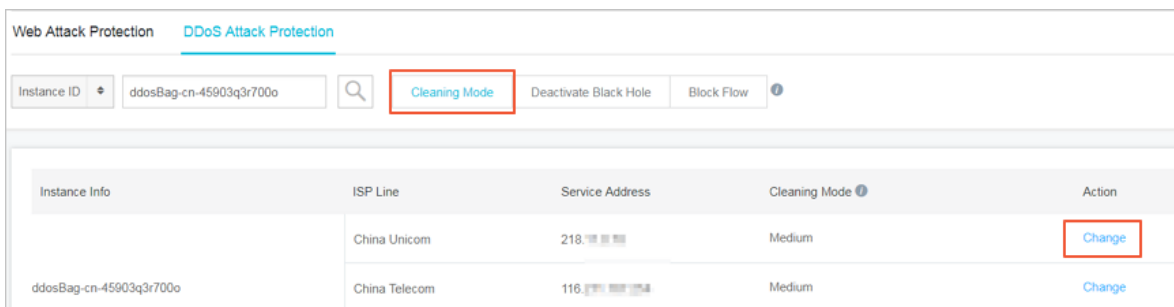 Web Attack Protection DDoS Attack Protection
Instance ID ddosBag-cn-45903q3r700o Cleaning Mode Deactivate Black Hole Block Flow
Instance Info ISP Line Service Address Cleaning Mode Action
China Unicom 218. Medium Change
ddosBag-cn-45903q3r700o China Telecom 116. Medium Change